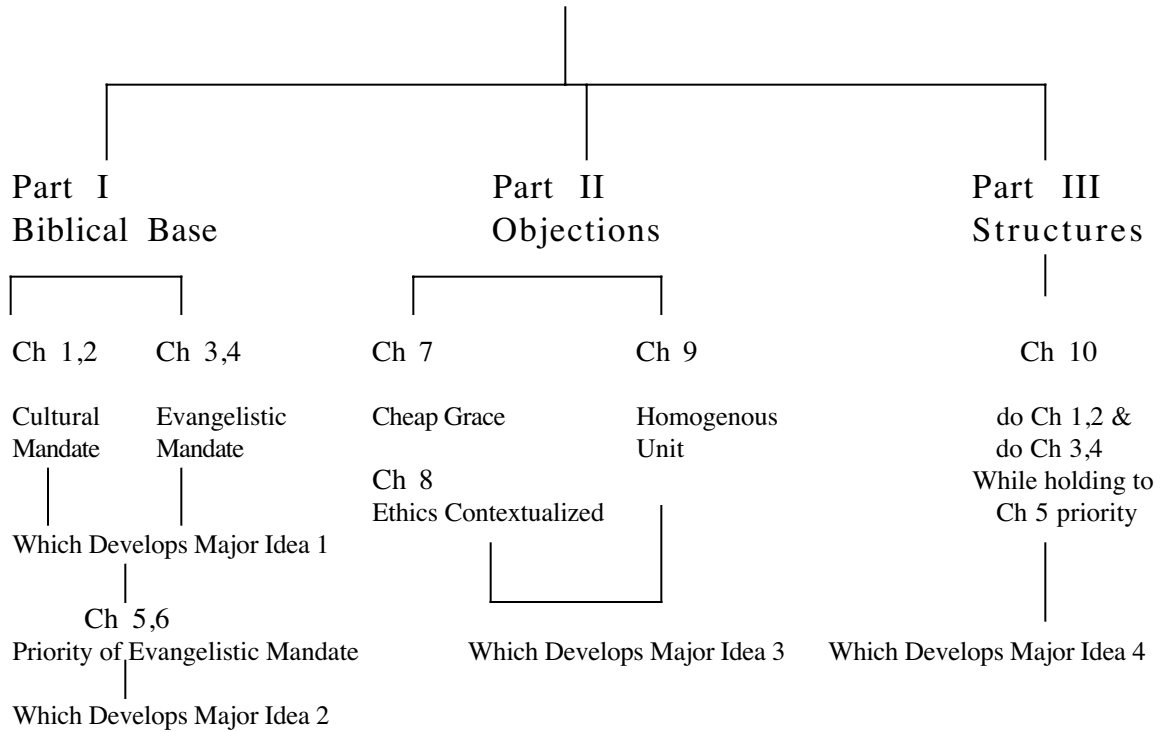 Part I
Biblical Base
Ch 1,2
Cultural
Mandate
Ch 3,4
Evangelistic
Mandate
Which Develops Major Idea 1
Ch 5,6
Priority of Evangelistic Mandate
Which Develops Major Idea 2
Part II
Objections
Ch 7
Cheap Grace
Ch 8
Ethics Contextualized
Ch 9
Homogenous
Unit
Which Develops Major Idea 3
Part III
Structures
Ch 10
do Ch 1,2 &
do Ch 3,4
While holding to
Ch 5 priority
Which Develops Major Idea 4